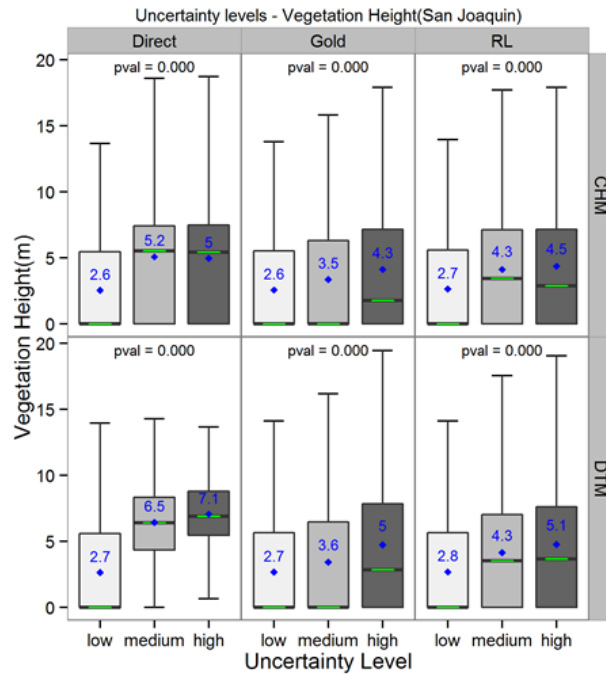 Uncertainty levels - Vegetation Height(San Joaquin)
Direct Gold RL
pval = 0.000 pval = 0.000 pval = 0.000
20
15
10
5
0
2.6 5.2 5 2.6 3.5 4.3 2.7 4.3 4.5
CHM
Vegetation Height(m)
pval = 0.000 pval = 0.000 pval = 0.000
20
15
10
5
0
2.7 6.5 7.1 2.7 3.6 5 2.8 4.3 5.1
DTM
low medium high low medium high low medium high
Uncertainty Level